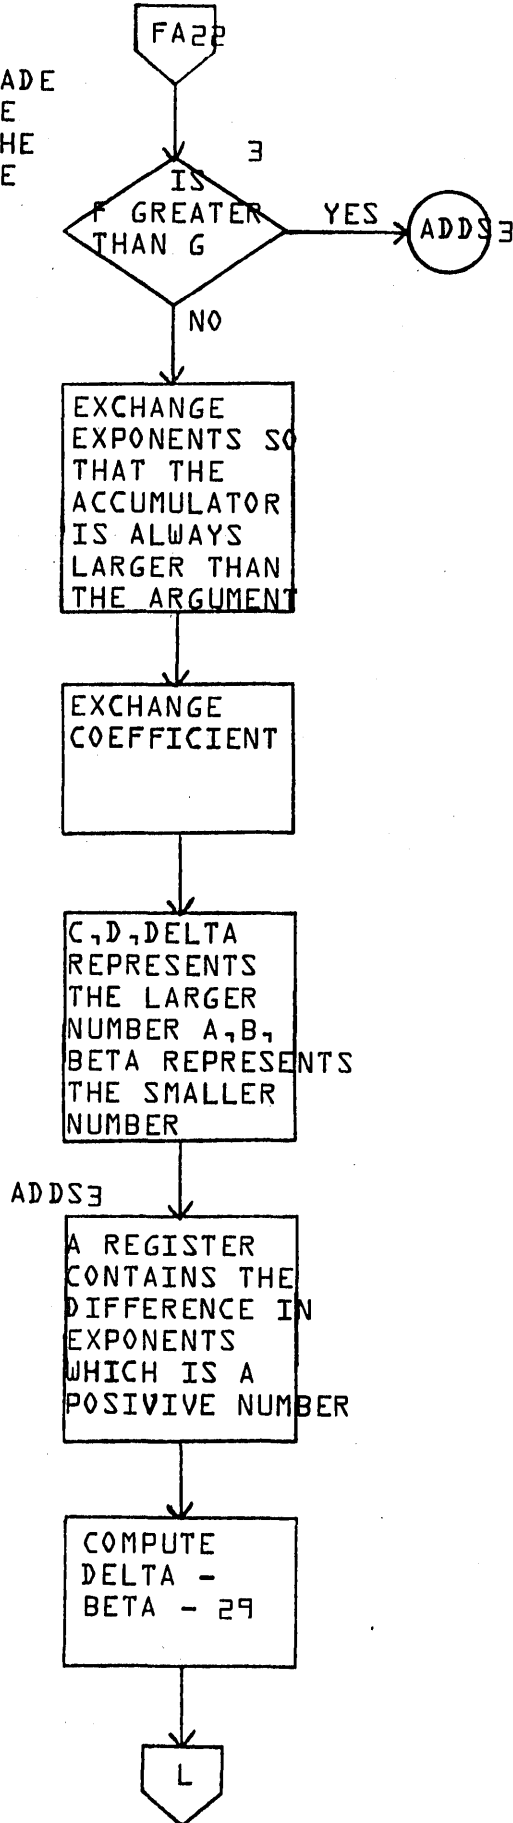 FA22
ADE
E
HE
E
3
IS
F GREATER
THAN G
YES
ADDS3
NO
EXCHANGE
EXPONENTS SO
THAT THE
ACCUMULATOR
IS ALWAYS
LARGER THAN
THE ARGUMENT
EXCHANGE
COEFFICIENT
C,D,DELTA
REPRESENTS
THE LARGER
NUMBER A,B,
BETA REPRESENTS
THE SMALLER
NUMBER
ADDS3
A REGISTER
CONTAINS THE
DIFFERENCE IN
EXPONENTS
WHICH IS A
POSIVIVE NUMBER
COMPUTE
DELTA -
BETA - 29
L